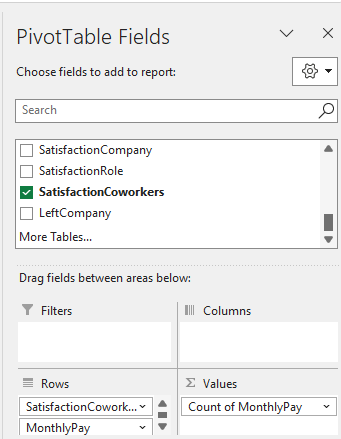 PivotTable Fields
Choose fields to add to report:
Search
SatisfactionCompany
SatisfactionRole
SatisfactionCoworkers
LeftCompany
More Tables...
Drag fields between areas below:
Filters
Columns
Rows
Σ Values
SatisfactionCowork...
Count of MonthlyPay
MonthlyPay